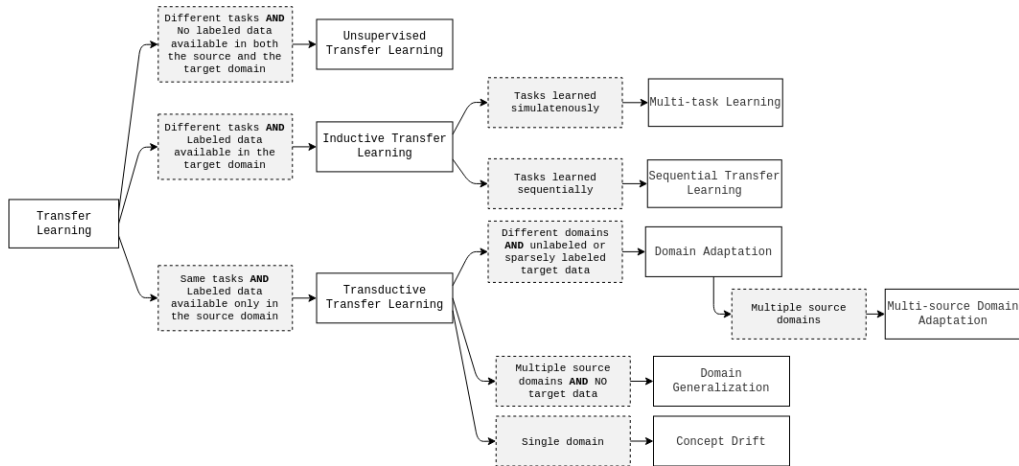 Different tasks AND
No labeled data
available in both
the source and the
target domain
Unsupervised
Transfer Learning
Tasks learned
simulatenously
Multi-task Learning
Different tasks AND
Labeled data
available in the
target domain
Inductive Transfer
Learning
Tasks learned
sequentially
Sequential Transfer
Learning
Transfer
Learning
Different domains
AND unlabeled or
sparsely labeled
target data
Domain Adaptation
Same tasks AND
Labeled data
available only in
the source domain
Transductive
Transfer Learning
Multiple source
domains
Multi-source Domain
Adaptation
Multiple source
domains AND NO
target data
Domain
Generalization
Single domain
Concept Drift